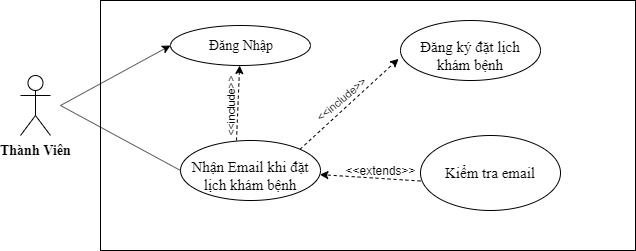 Đăng Nhập
Đăng ký đặt lịch
khám bệnh
<<include>>
<<include>>
Thành Viên
Nhận Email khi đặt
lịch khám bệnh
<<extends>>
Kiểm tra email